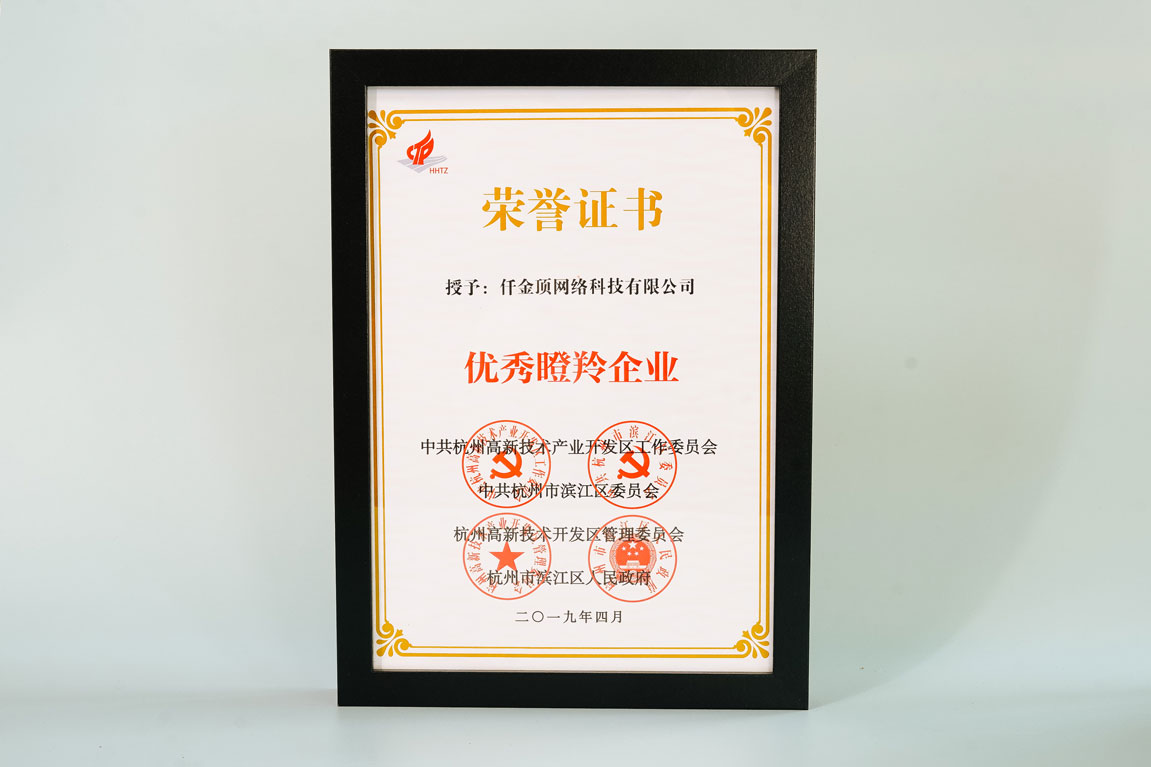 HHTZ
荣誉证书
授予：仟金顶网络科技有限公司
优秀瞪羚企业
中共杭州高新技术产业开发区工作委员会
中共杭州市滨江区委员会
杭州高新技术开发区管理委员会
杭州市滨江区人民政府
二〇一九年四月